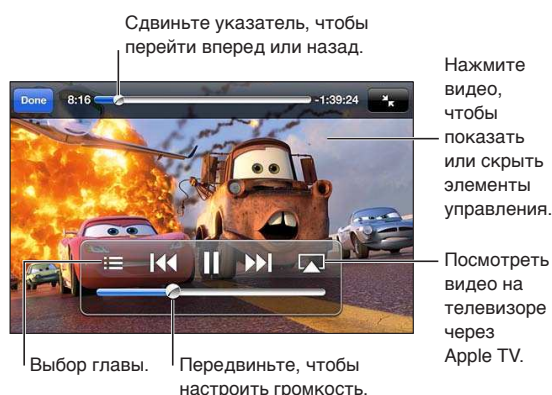 Сдвиньте указатель, чтобы
перейти вперед или назад.
Done 8:16 -1:39:24
Нажмите
видео,
чтобы
показать
или скрыть
элементы
управления.
Посмотреть
видео на
телевизоре
через
Apple TV.
Выбор главы.
Передвиньте, чтобы
настроить громкость.